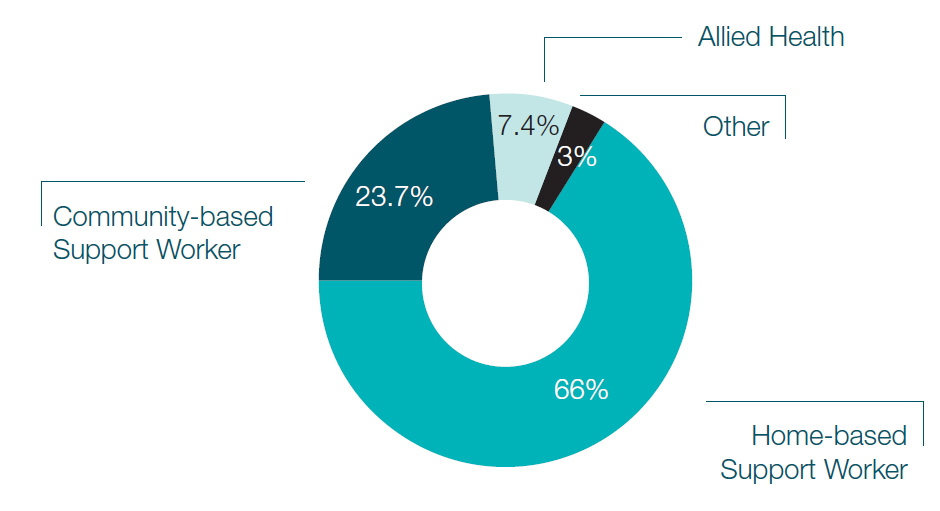 Allied Health
Other
7.4%
3%
23.7%
Community-based
Support Worker
66%
Home-based
Support Worker